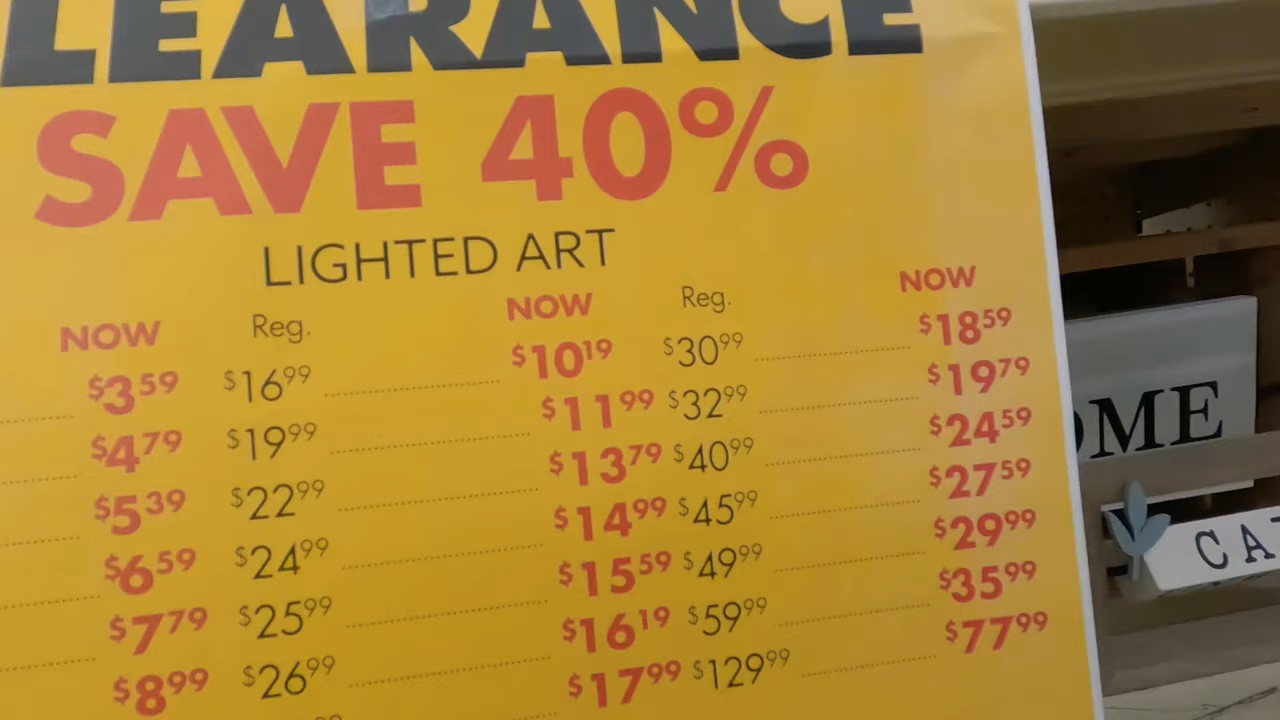 LEARANCE
SAVE 40%
LIGHTED ART
NOW Reg. NOW Reg. NOW
$3.59 $16.99 $10.19 $30.99 $18.59
$4.79 $19.99 $11.99 $32.99 $19.79
$5.39 $22.99 $13.79 $40.99 $24.59
$6.59 $24.99 $14.99 $45.99 $27.59
$7.79 $25.99 $15.59 $49.99 $29.99
$8.99 $26.99 $16.19 $59.99 $35.99
$17.99 $129.99 $77.99
OME
CA